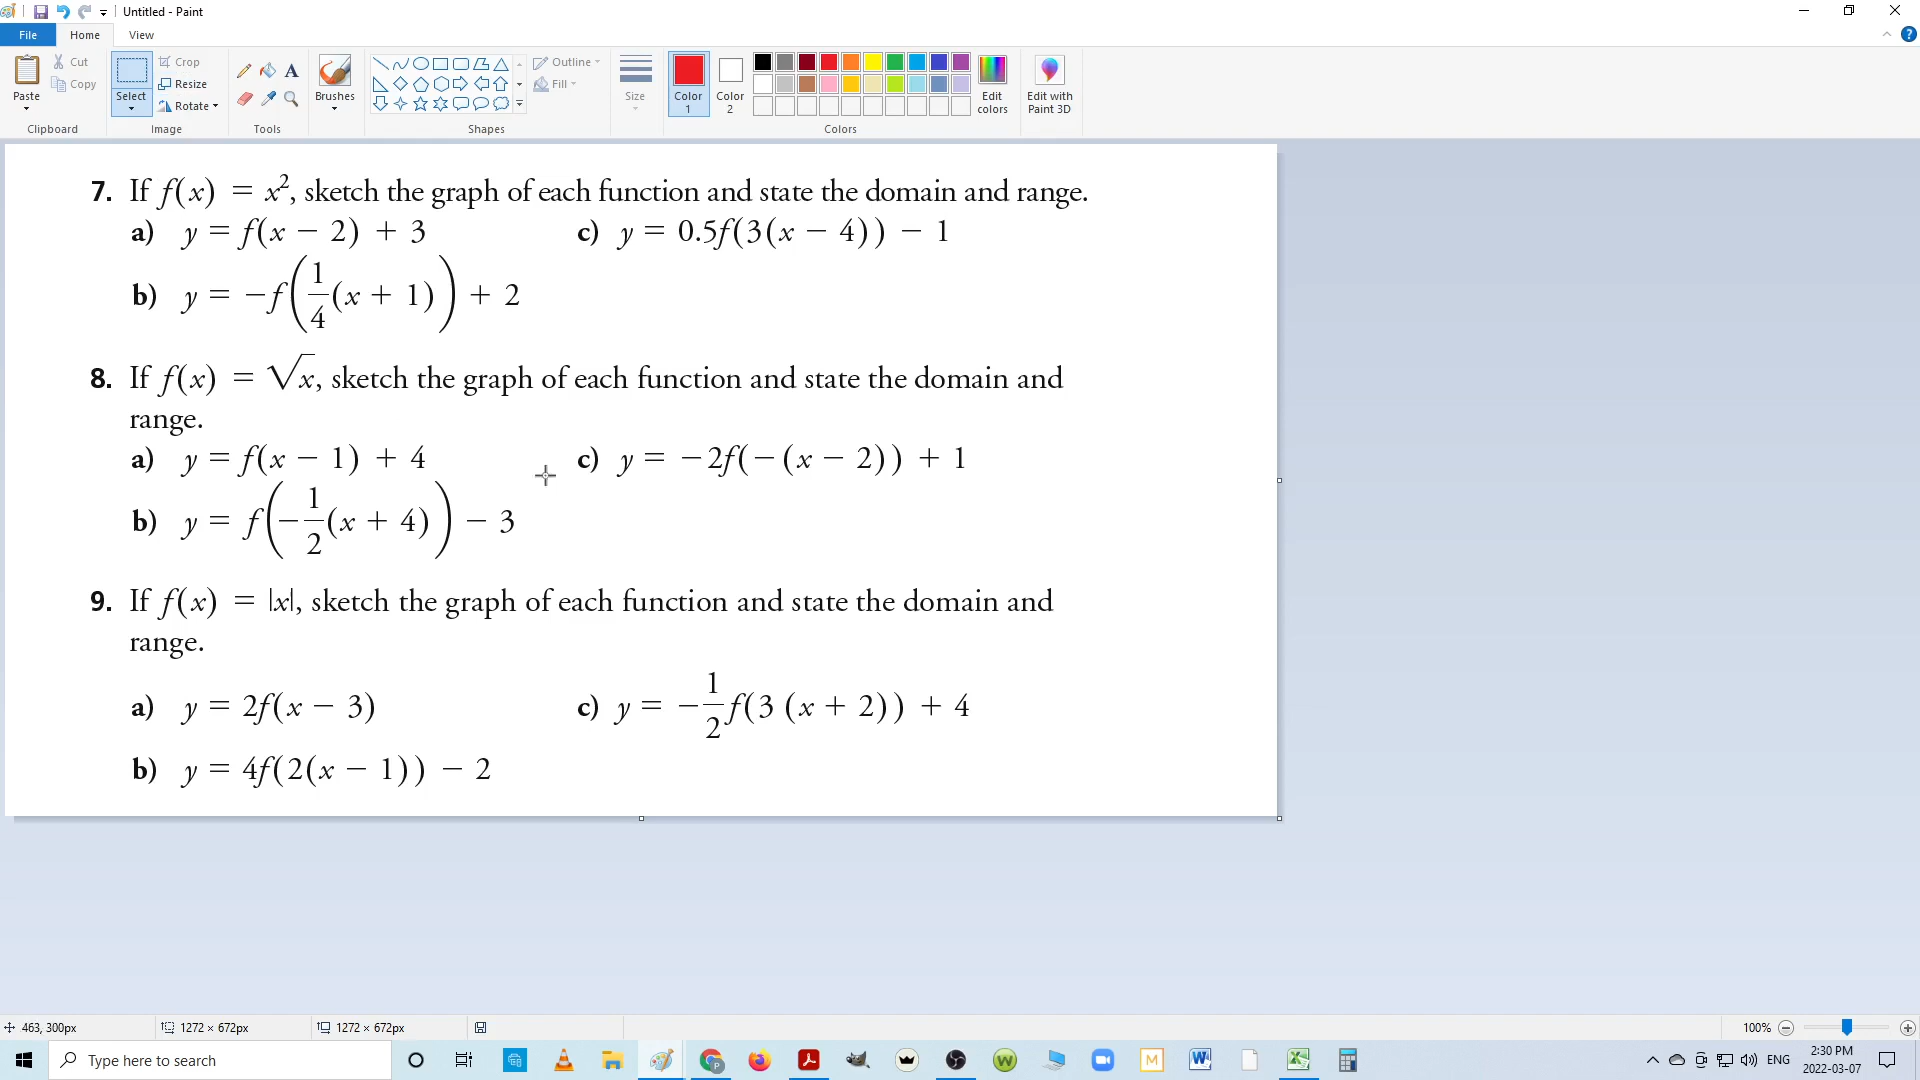 Untitled - Paint
File Home View
Paste Cut Copy Clipboard
Select Crop Resize Rotate Image
A Tools
Brushes
Outline Fill Shapes
Size
Color 1 Color 2 Edit colors Colors
Edit with Paint 3D
7. If f(x) = x², sketch the graph of each function and state the domain and range.
a) y = f(x − 2) + 3 c) y = 0.5f(3(x − 4)) − 1
b) y = −f(1/4(x + 1)) + 2
8. If f(x) = √x, sketch the graph of each function and state the domain and
range.
a) y = f(x − 1) + 4 c) y = −2f(−(x − 2)) + 1
b) y = f(−1/2(x + 4)) − 3
9. If f(x) = |x|, sketch the graph of each function and state the domain and
range.
a) y = 2f(x − 3) c) y = −1/2f(3 (x + 2)) + 4
b) y = 4f(2(x − 1)) − 2
463, 300px 1272 × 672px 1272 × 672px 100%
Type here to search ENG 2:30 PM
2022-03-07